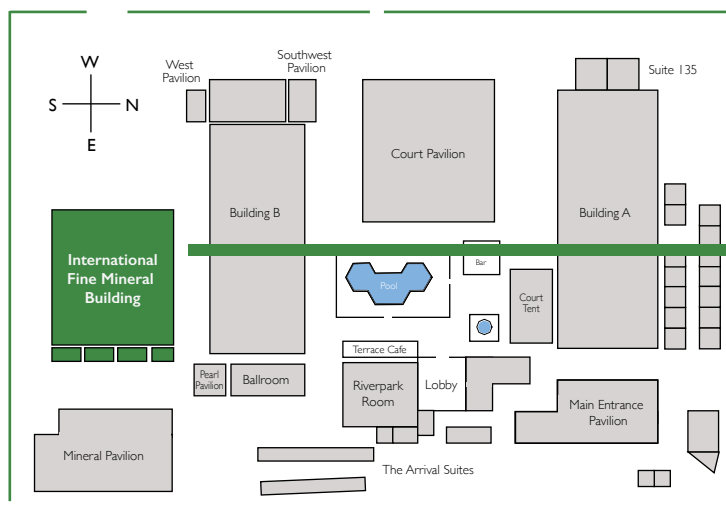 W
S N
E
West
Pavilion
Southwest
Pavilion
Suite 135
Court Pavilion
Building B
Building A
International
Fine Mineral
Building
Bar
Pool
Court
Tent
Terrace Cafe
Pearl
Pavilion
Ballroom
Riverpark
Room
Lobby
Main Entrance
Pavilion
Mineral Pavilion
The Arrival Suites